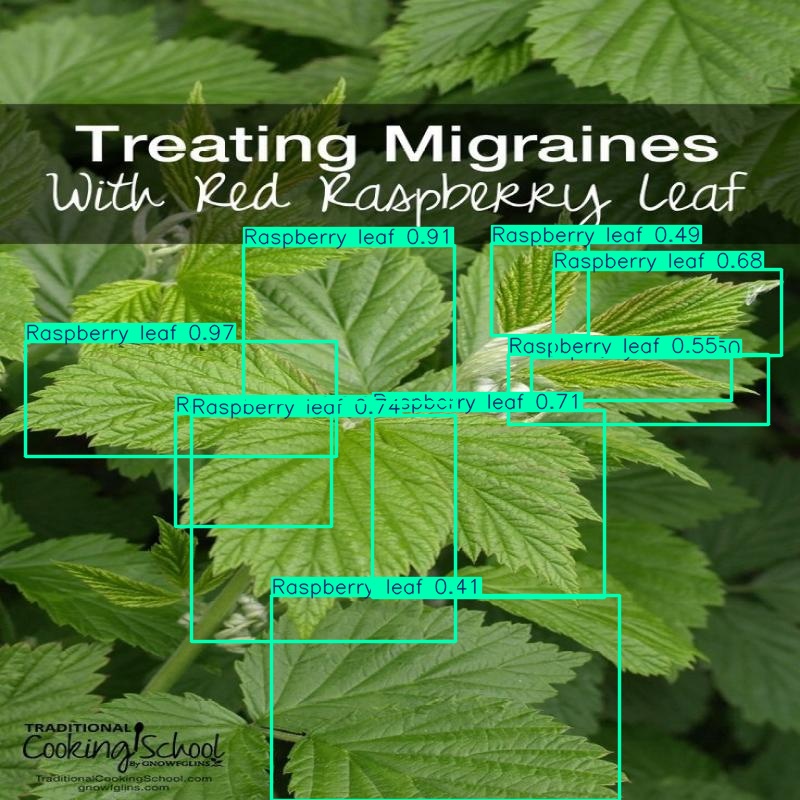 Treating Migraines
With Red Raspberry Leaf
Raspberry leaf 0.91
Raspberry leaf 0.49
Raspberry leaf 0.68
Raspberry leaf 0.97
Raspberry leaf 0.55
Raspberry leaf 0.74
Raspberry leaf 0.71
Raspberry leaf 0.41
TRADITIONAL
Cooking School
By GNOWFGLINS
TraditionalCookingSchool.com
gnowfglins.com